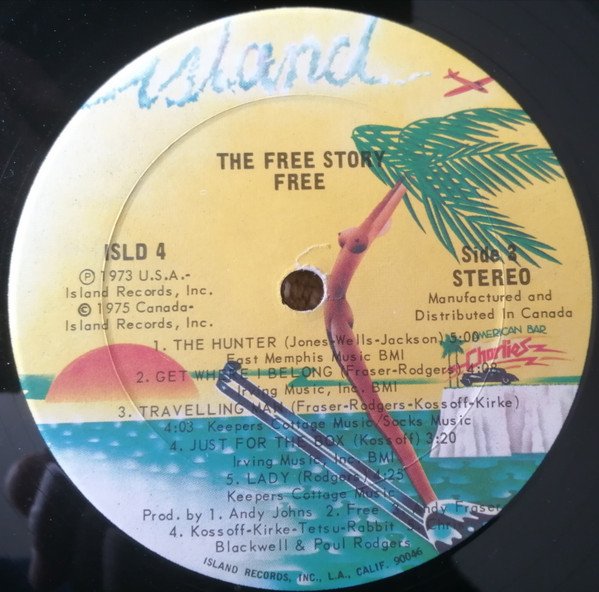 island
THE FREE STORY
FREE
ISLD 4
Side 3
STEREO
℗ 1973 U.S.A.-
Island Records, Inc.
© 1975 Canada-
Island Records, Inc.
Manufactured and
Distributed In Canada
AMERICAN BAR
Charlies
1. THE HUNTER (Jones-Wells-Jackson) 5:00
East Memphis Music BMI
2. GET WHERE I BELONG (Fraser-Rodgers) 4:08
Irving Music, Inc. BMI
3. TRAVELLING MAN (Fraser-Rodgers-Kossoff-Kirke)
4:03 Keepers Cottage Music/Socks Music
4. JUST FOR THE BOX (Kossoff) 3:20
Irving Music, Inc. BMI
5. LADY (Rodgers) 4:25
Keepers Cottage Music
Prod. by 1. Andy Johns 2. Free Andy Fraser
4. Kossoff-Kirke-Tetsu-Rabbit 5. Chris
Blackwell & Paul Rodgers
ISLAND RECORDS, INC., L.A., CALIF. 90046